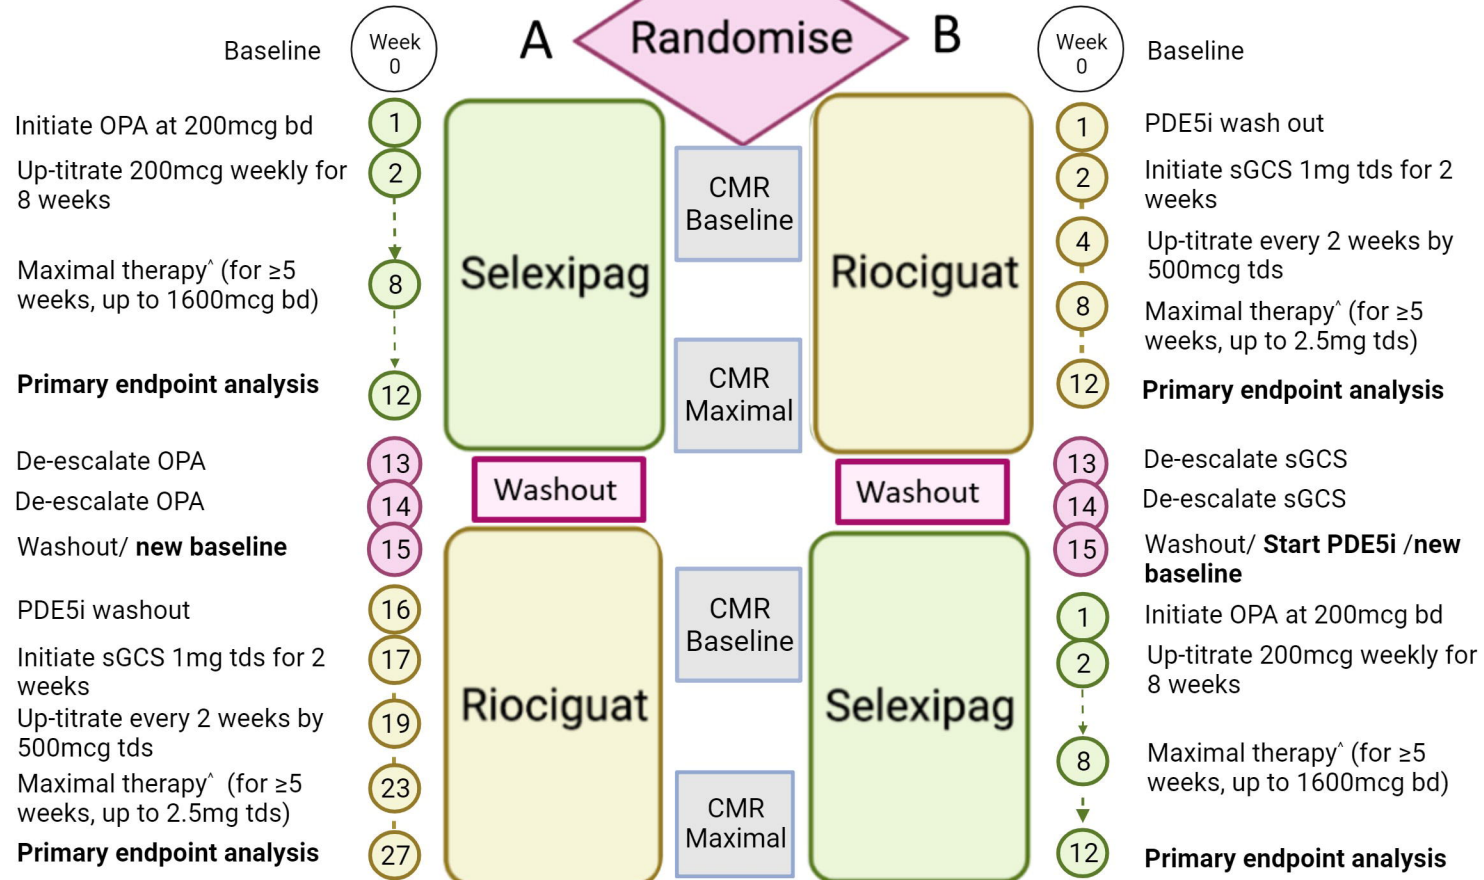 Baseline
Week
0
A
Randomise
B
Week
0
Baseline
Initiate OPA at 200mcg bd
1
Up-titrate 200mcg weekly for
8 weeks
2
Maximal therapy^ (for ≥5
weeks, up to 1600mcg bd)
8
Primary endpoint analysis
12
Selexipag
CMR
Baseline
CMR
Maximal
Riociguat
1
PDE5i wash out
2
Initiate sGCS 1mg tds for 2
weeks
4
Up-titrate every 2 weeks by
500mcg tds
8
Maximal therapy^ (for ≥5
weeks, up to 2.5mg tds)
12
Primary endpoint analysis
De-escalate OPA
13
De-escalate OPA
14
Washout/ new baseline
15
Washout
Washout
13
De-escalate sGCS
14
De-escalate sGCS
15
Washout/ Start PDE5i /new
baseline
PDE5i washout
16
Initiate sGCS 1mg tds for 2
weeks
17
Up-titrate every 2 weeks by
500mcg tds
19
Maximal therapy^ (for ≥5
weeks, up to 2.5mg tds)
23
Primary endpoint analysis
27
Riociguat
CMR
Baseline
CMR
Maximal
Selexipag
1
Initiate OPA at 200mcg bd
2
Up-titrate 200mcg weekly for
8 weeks
8
Maximal therapy^ (for ≥5
weeks, up to 1600mcg bd)
12
Primary endpoint analysis